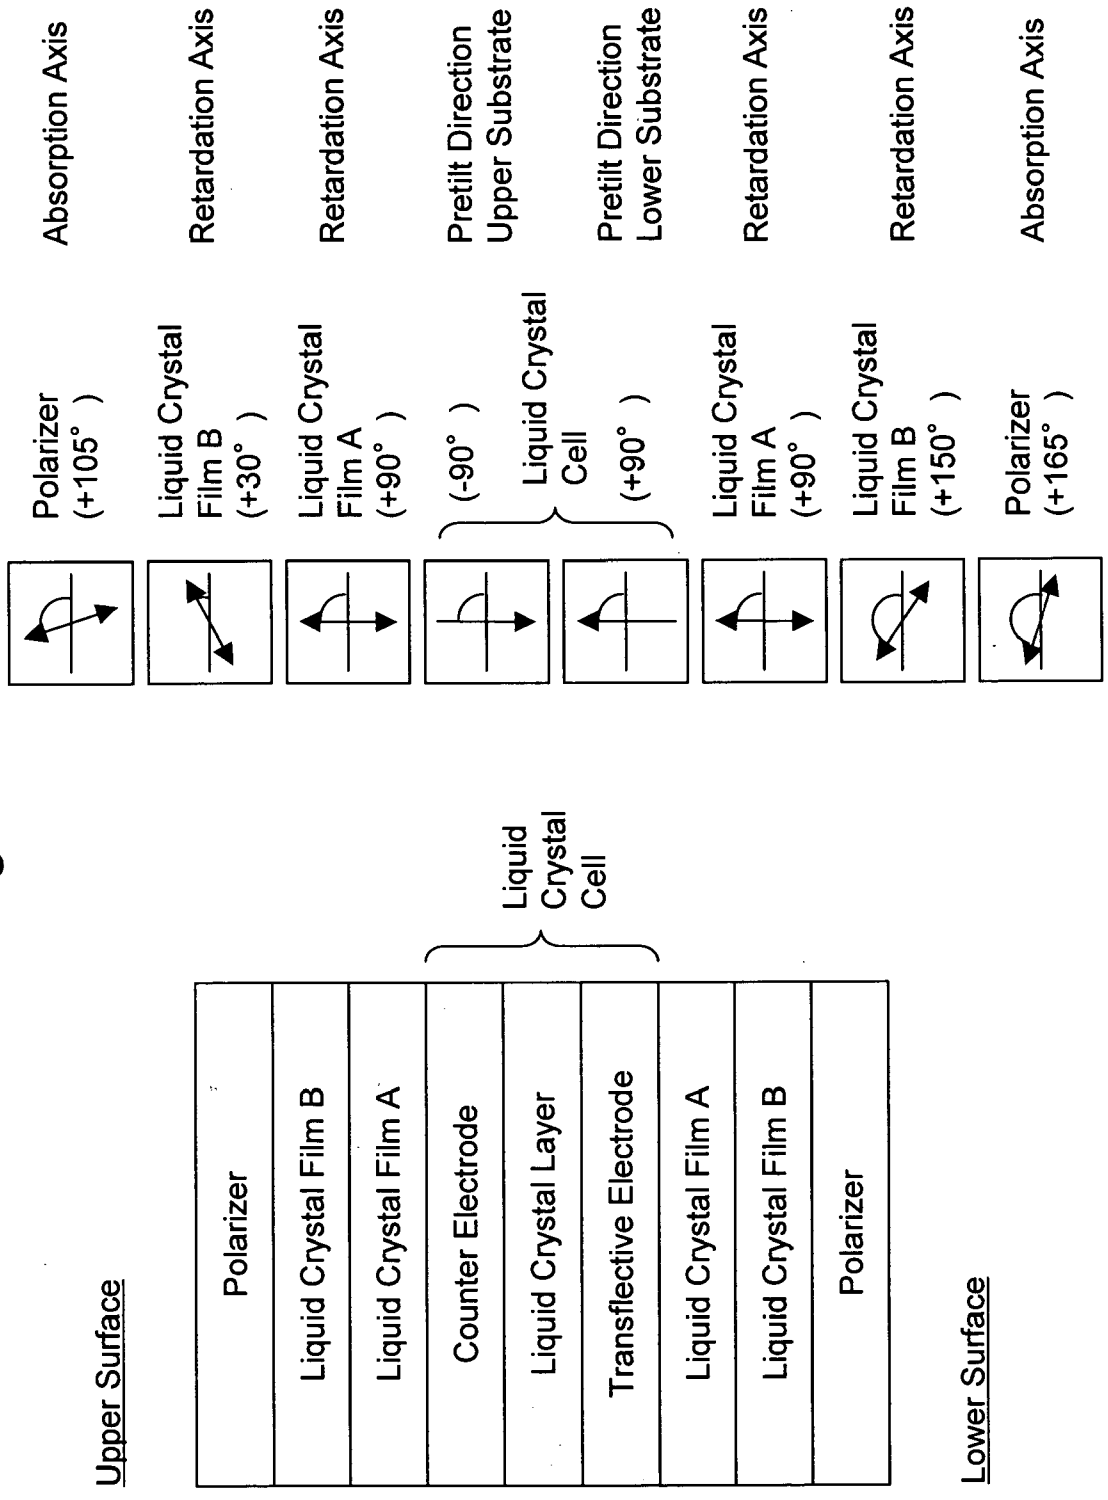 Upper Surface
Polarizer
Liquid Crystal Film B
Liquid Crystal Film A
Counter Electrode
Liquid Crystal Layer
Transflective Electrode
Liquid Crystal Film A
Liquid Crystal Film B
Polarizer
Lower Surface
Liquid
Crystal
Cell
Polarizer
(+105° )
Absorption Axis
Liquid Crystal
Film B
(+30° )
Retardation Axis
Liquid Crystal
Film A
(+90° )
Retardation Axis
(-90° )
Pretilt Direction
Upper Substrate
Liquid Crystal
Cell
(+90° )
Pretilt Direction
Lower Substrate
Liquid Crystal
Film A
(+90° )
Retardation Axis
Liquid Crystal
Film B
(+150° )
Retardation Axis
Polarizer
(+165° )
Absorption Axis